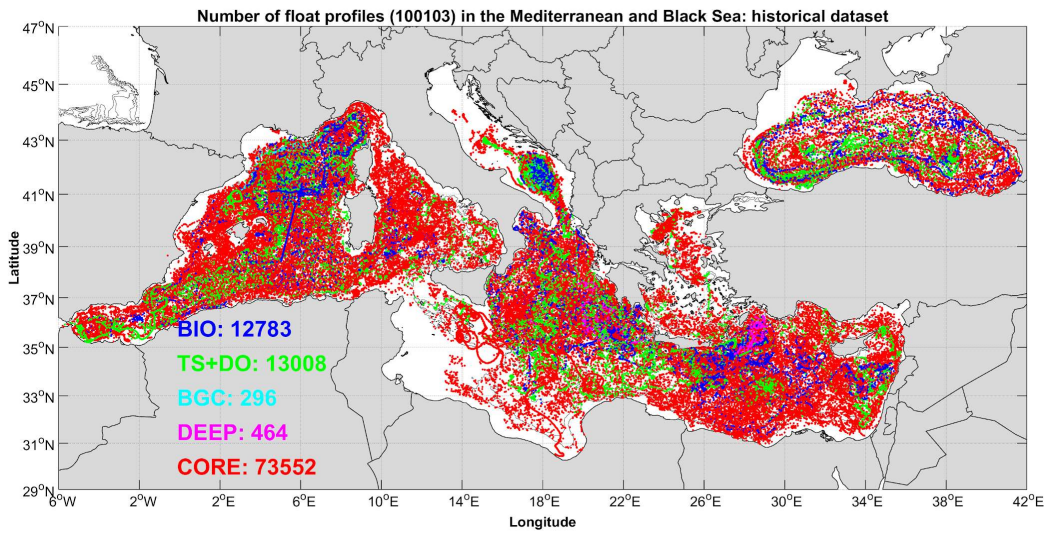 Number of float profiles (100103) in the Mediterranean and Black Sea: historical dataset
47°N
45°N
43°N
41°N
39°N
37°N
35°N
33°N
31°N
29°N
Latitude
BIO: 12783
TS+DO: 13008
BGC: 296
DEEP: 464
CORE: 73552
6°W
2°W
2°E
6°E
10°E
14°E
18°E
22°E
26°E
30°E
34°E
38°E
42°E
Longitude